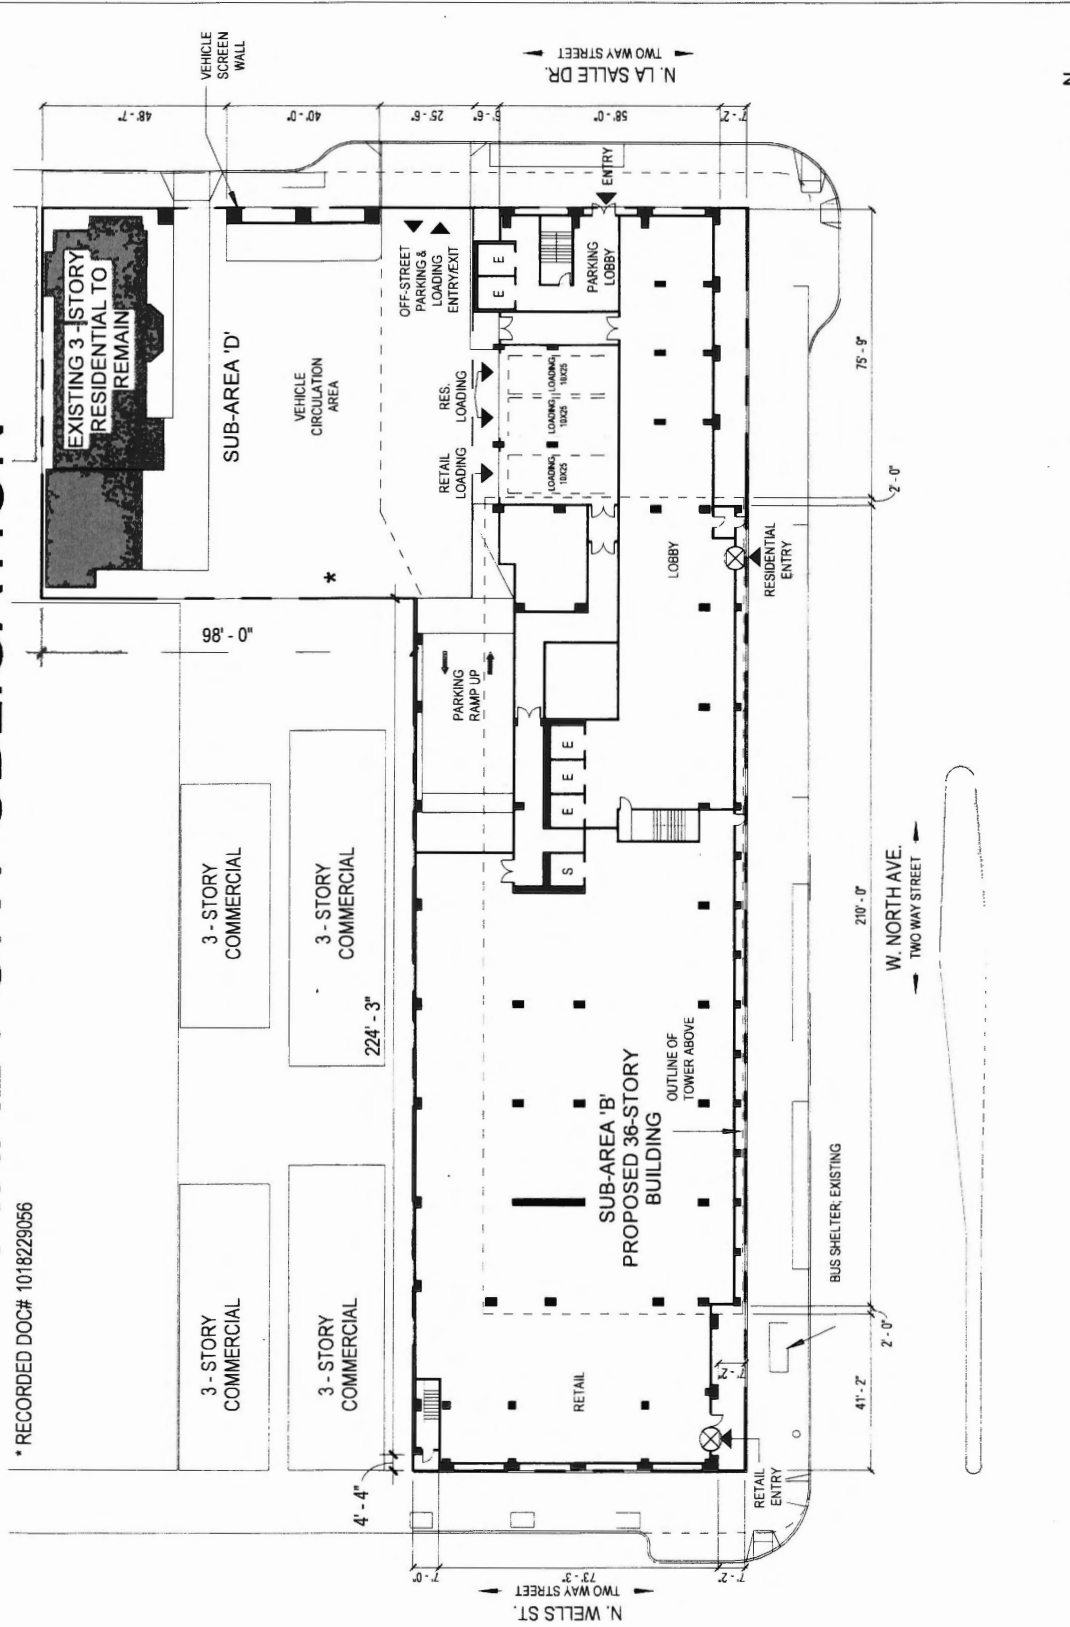 * RECORDED DOC# 1018229056
3 - STORY
COMMERCIAL
3 - STORY
COMMERCIAL
3 - STORY
COMMERCIAL
3 - STORY
COMMERCIAL
98' - 0"
224' - 3"
4' - 4"
EXISTING 3 - STORY
RESIDENTIAL TO
REMAIN
SUB-AREA 'D'
VEHICLE
CIRCULATION
AREA
*
VEHICLE
SCREEN
WALL
OFF-STREET
PARKING &
LOADING
ENTRY/EXIT
RES.
LOADING
RETAIL
LOADING
LOADING
10X25
LOADING
10X25
LOADING
10X25
E
E
PARKING
LOBBY
ENTRY
PARKING
RAMP UP
E
E
E
S
LOBBY
RESIDENTIAL
ENTRY
SUB-AREA 'B'
PROPOSED 36-STORY
BUILDING
OUTLINE OF
TOWER ABOVE
RETAIL
RETAIL
ENTRY
BUS SHELTER; EXISTING
48'-7"
40'-0"
25'-6"
58'-0"
7'-2"
N. LA SALLE DR.
TWO WAY STREET
7'-0"
73'-3"
7'-2"
N. WELLS ST.
TWO WAY STREET
7'-2"
41' - 2"
2' - 0"
210' - 0"
2' - 0"
75' - 9"
W. NORTH AVE.
TWO WAY STREET
N